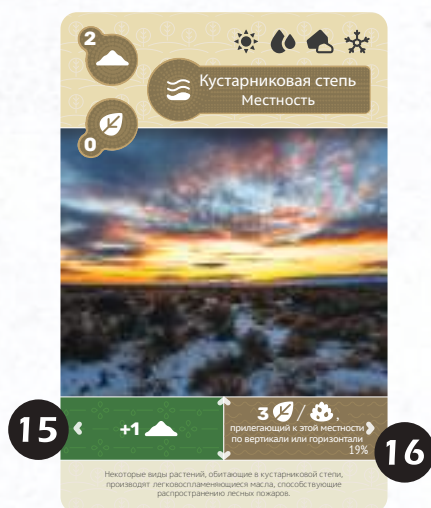 2
Кустарниковая степь
Местность
0
15
+1
3 / ,
прилегающий к этой местности
по вертикали или горизонтали
19%
16
Некоторые виды растений, обитающие в кустарниковой степи,
производят легковоспламеняющиеся масла, способствующие
распространению лесных пожаров.